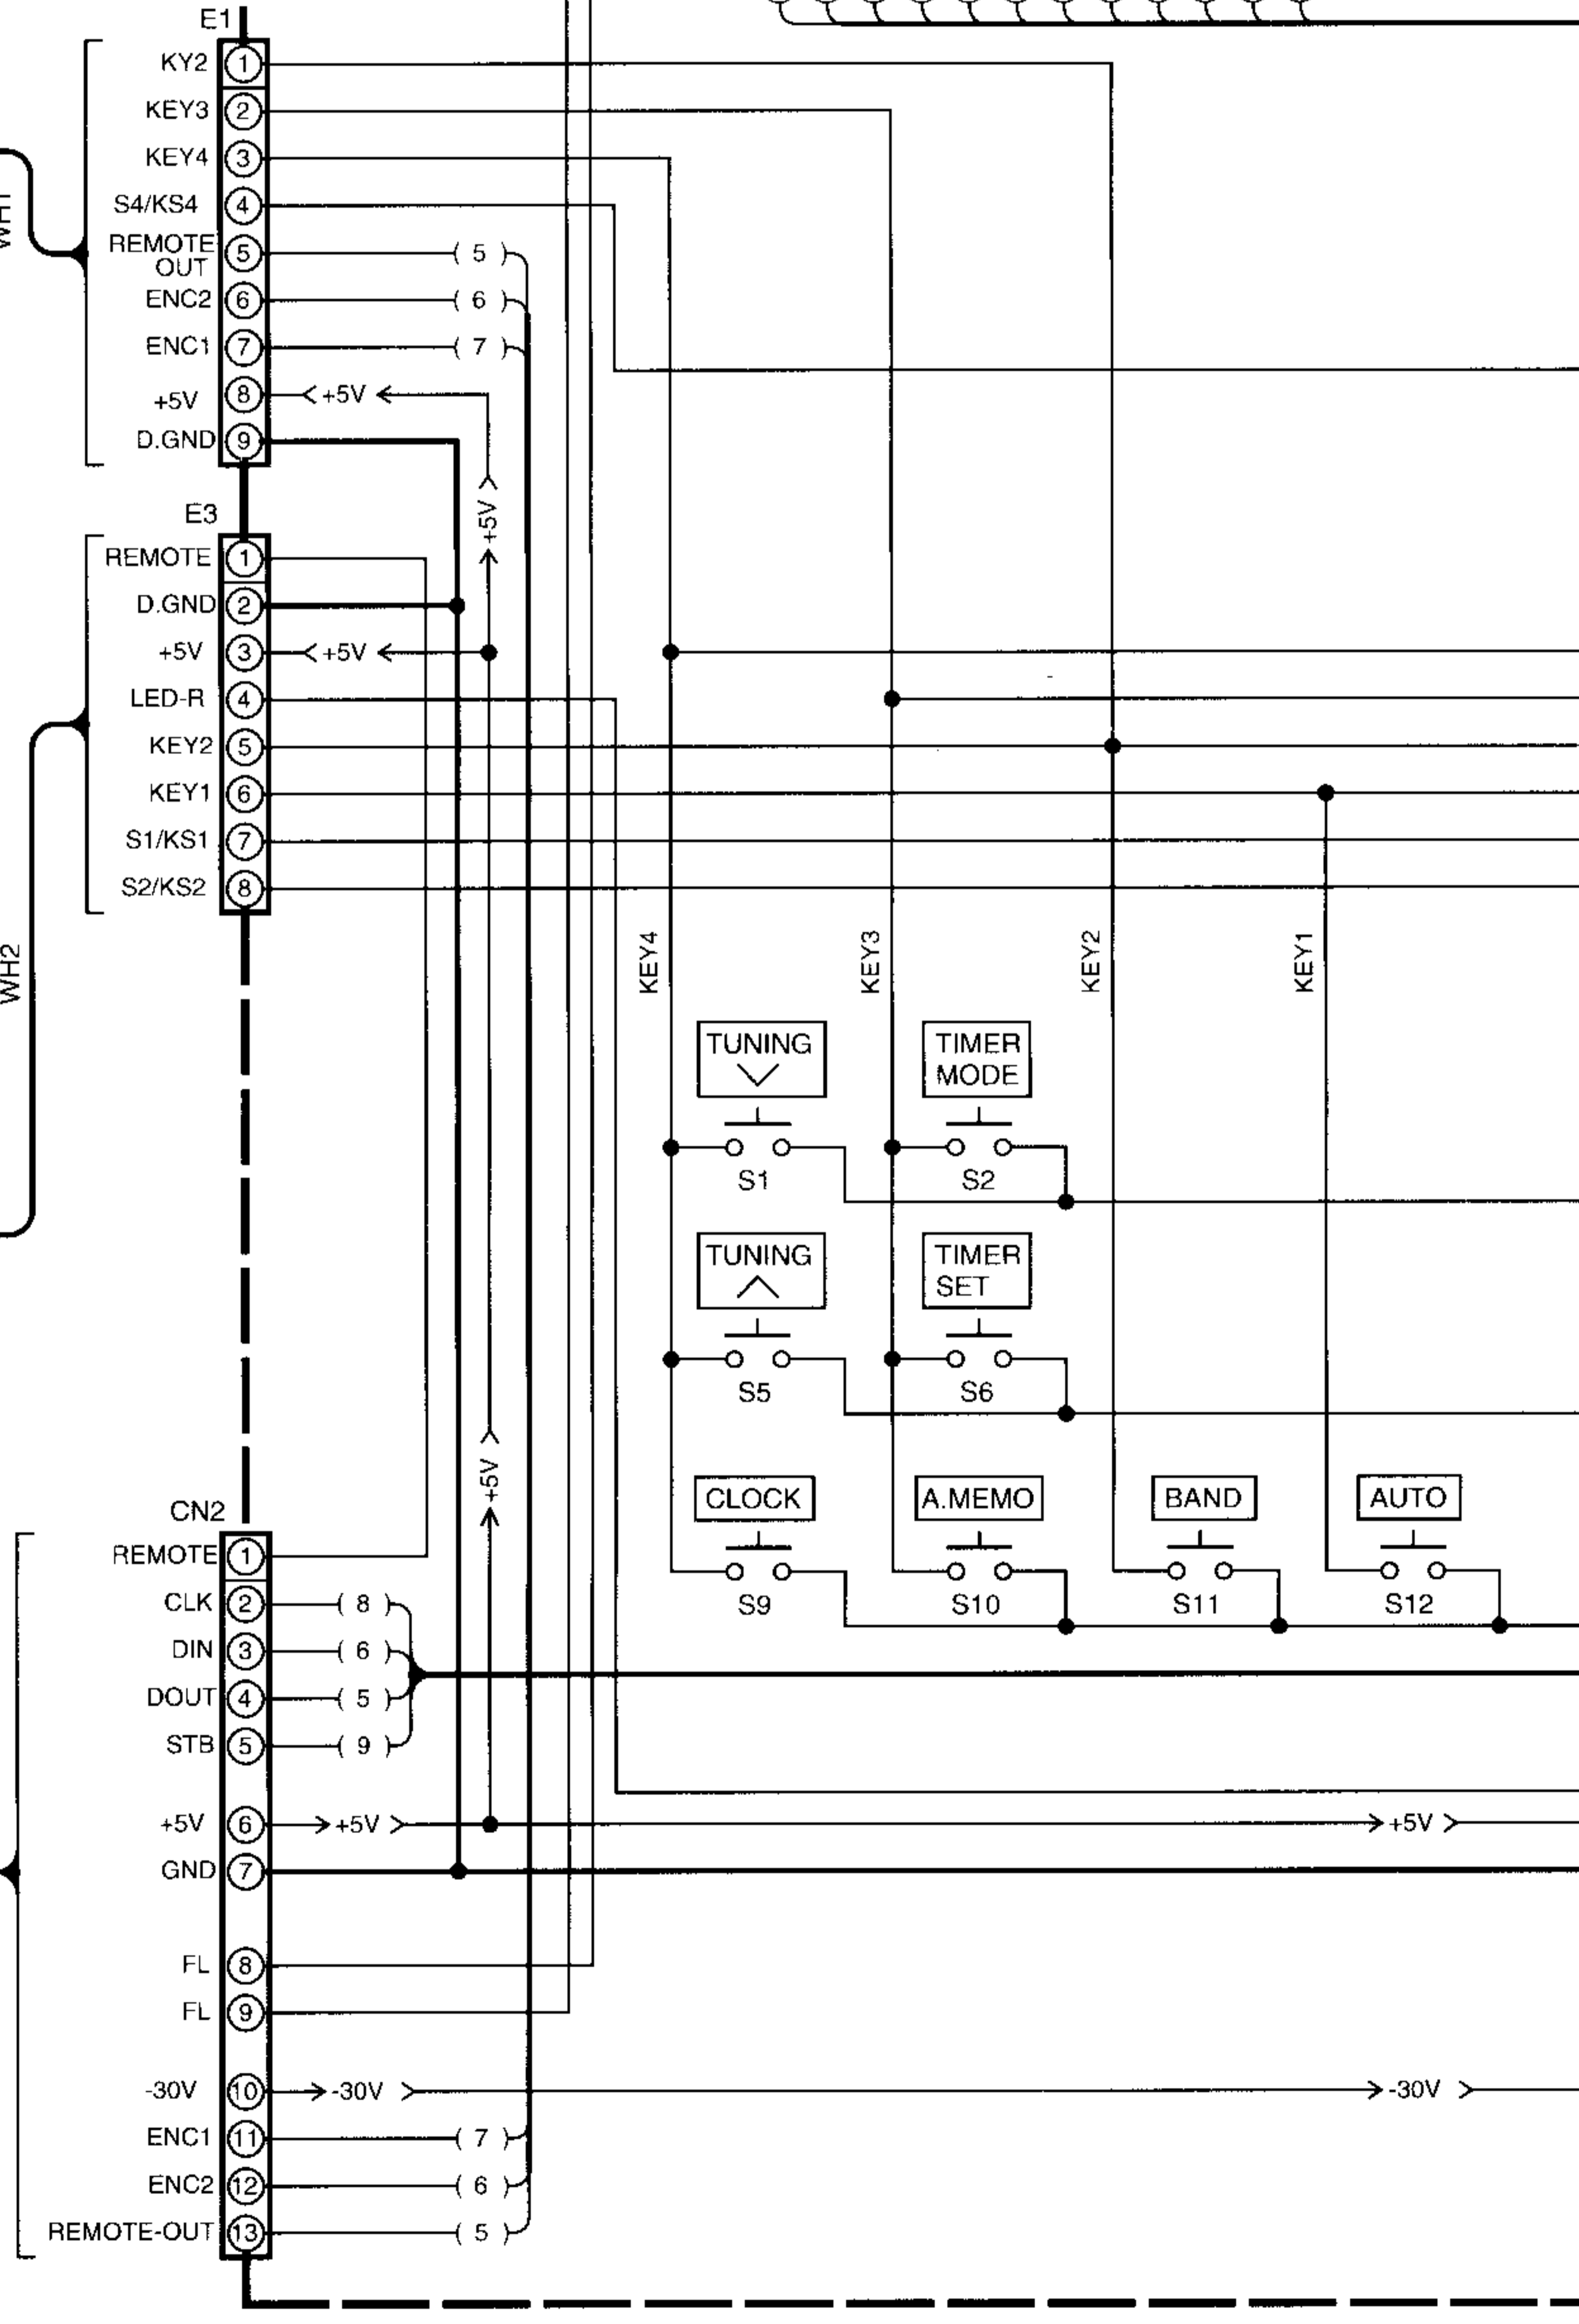 E1
KY2 1
KEY3 2
KEY4 3
S4/KS4 4
REMOTE
OUT 5 ( 5 )
ENC2 6 ( 6 )
ENC1 7 ( 7 )
+5V 8 +5V
D.GND 9
WH1
+5V
E3
REMOTE 1
D.GND 2
+5V 3 +5V
LED-R 4
KEY2 5
KEY1 6
S1/KS1 7
S2/KS2 8
WH2
KEY4
KEY3
KEY2
KEY1
TUNING
S1
TIMER
MODE
S2
TUNING
S5
TIMER
SET
S6
+5V
CLOCK
S9
A.MEMO
S10
BAND
S11
AUTO
S12
CN2
REMOTE 1
CLK 2 ( 8 )
DIN 3 ( 6 )
DOUT 4 ( 5 )
STB 5 ( 9 )
+5V 6 +5V +5V
GND 7
FL 8
FL 9
-30V 10 -30V -30V
ENC1 11 ( 7 )
ENC2 12 ( 6 )
REMOTE-OUT 13 ( 5 )